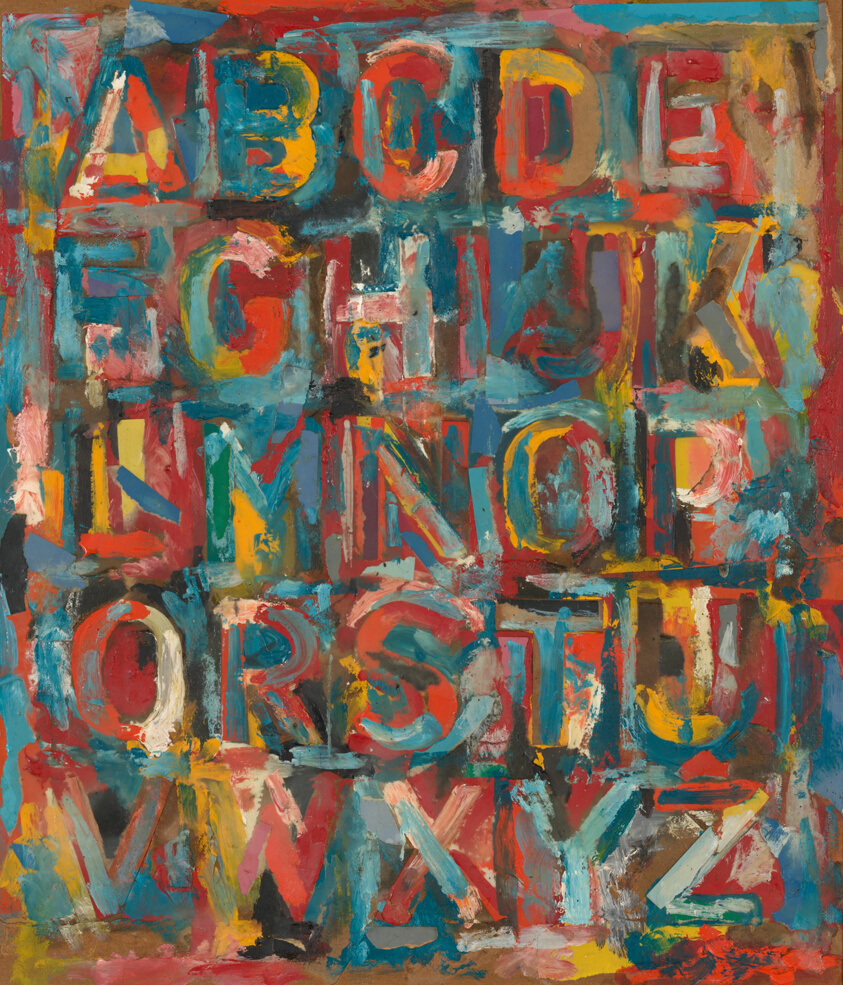 ABCDE
FGHIJK
LMNOP
QRSTU
VWXYZ